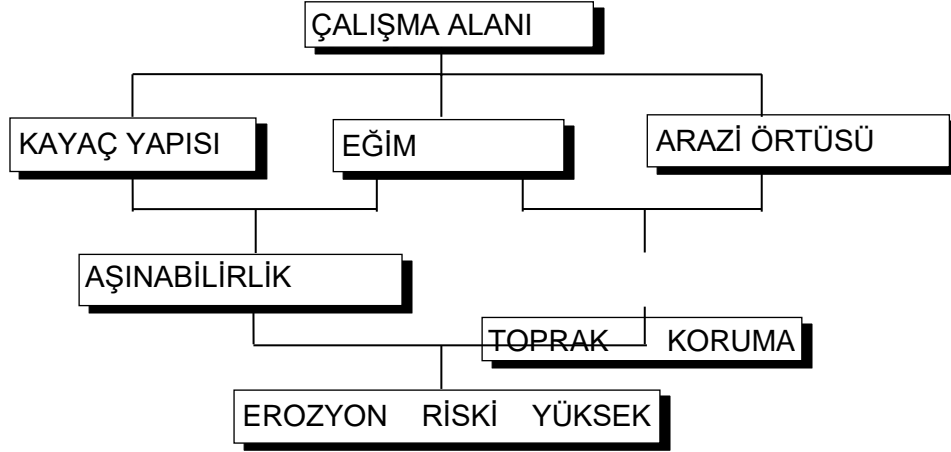 ÇALIŞMA ALANI
KAYAÇ YAPISI
EĞİM
ARAZİ ÖRTÜSÜ
AŞINABİLİRLİK
TOPRAK KORUMA
EROZYON RİSKİ YÜKSEK